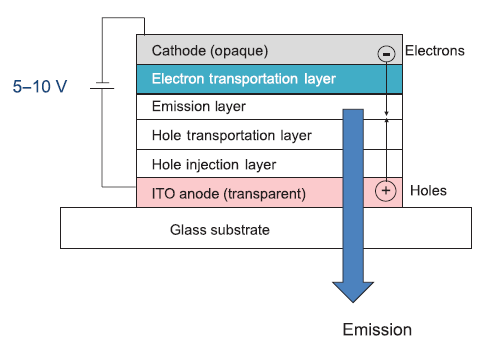 Cathode (opaque)
Electrons
Electron transportation layer
5–10 V
Emission layer
Hole transportation layer
Hole injection layer
ITO anode (transparent)
Holes
Glass substrate
Emission